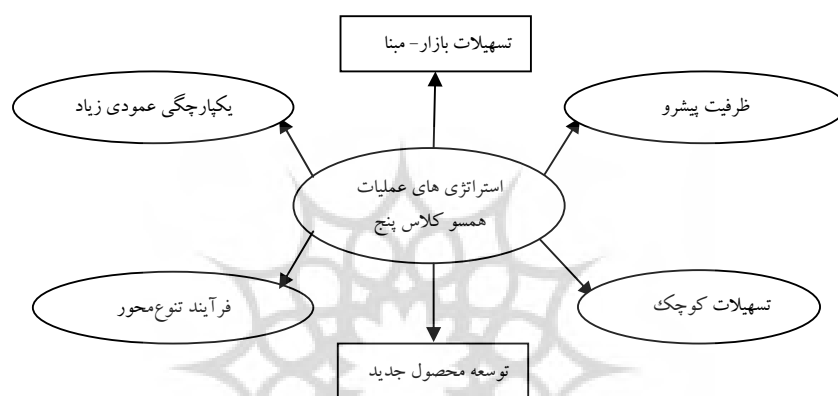 تسهیلات بازار- مبنا
ظرفیت پیشرو
یکپارچگی عمودی زیاد
استراتژی های عملیات
همسو کلاس پنج
تسهیلات کوچک
فرآیند تنوع‌محور
توسعه محصول جدید